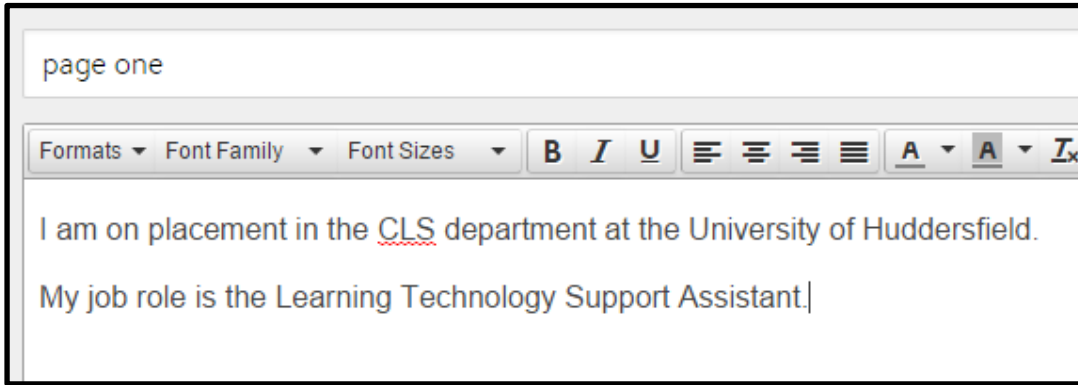 page one
Formats Font Family Font Sizes B I U A A Tx
I am on placement in the CLS department at the University of Huddersfield.
My job role is the Learning Technology Support Assistant.